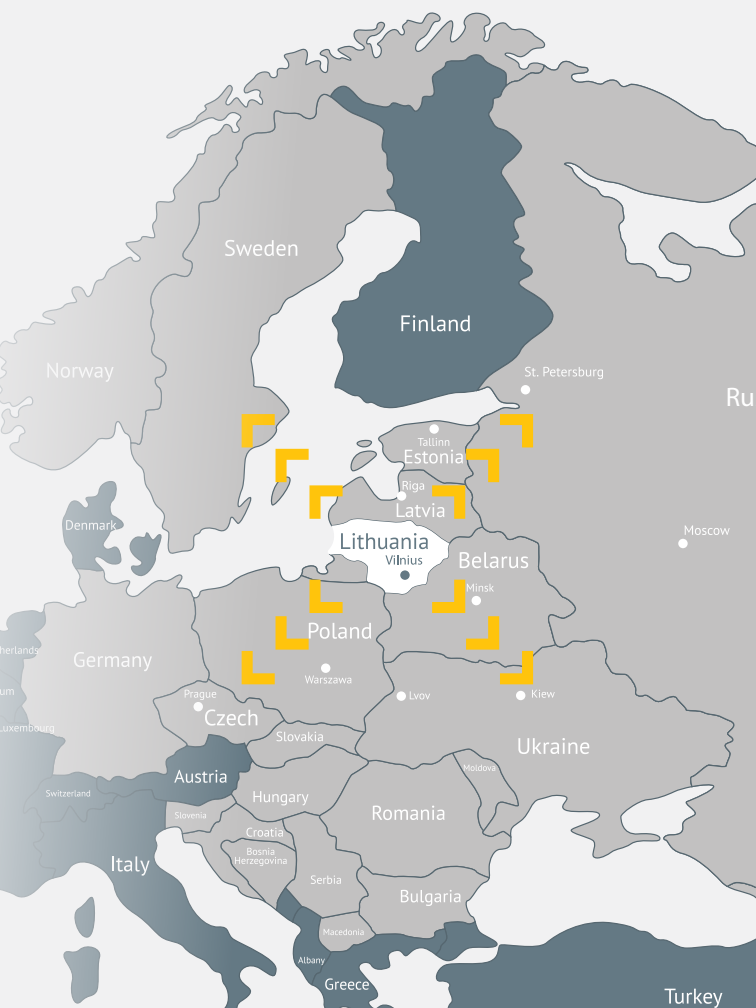 Sweden
Finland
Norway
St. Petersburg
Ru
Tallinn
Estonia
Riga
Latvia
Denmark
Moscow
Lithuania
Vilnius
Belarus
Minsk
Poland
herlands
Germany
Warszawa
um
Prague
Lvov
Kiew
Czech
Luxembourg
Slovakia
Ukraine
Moldova
Austria
Switzerland
Hungary
Slovenia
Romania
Croatia
Bosnia
Herzegovina
Italy
Serbia
Bulgaria
Macedonia
Albany
Greece
Turkey